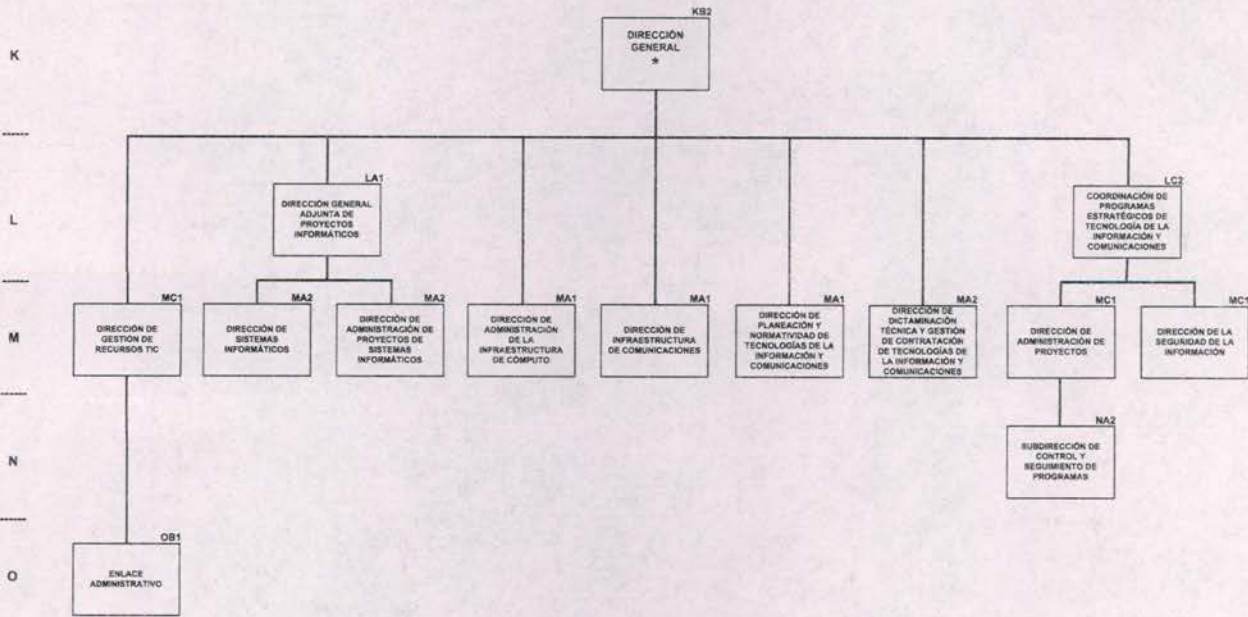 KB2
K
DIRECCIÓN
GENERAL
*
LA1
L
DIRECCIÓN GENERAL
ADJUNTA DE
PROYECTOS
INFORMÁTICOS
LC2
COORDINACIÓN DE
PROGRAMAS
ESTRATÉGICOS DE
TECNOLOGÍA DE LA
INFORMACIÓN Y
COMUNICACIONES
M
MC1
DIRECCIÓN DE
GESTIÓN DE
RECURSOS TIC
MA2
DIRECCIÓN DE
SISTEMAS
INFORMÁTICOS
MA2
DIRECCIÓN DE
ADMINISTRACIÓN DE
PROYECTOS DE
SISTEMAS
INFORMÁTICOS
MA1
DIRECCIÓN DE
ADMINISTRACIÓN
DE LA
INFRAESTRUCTURA
DE CÓMPUTO
MA1
DIRECCIÓN DE
INFRAESTRUCTURA
DE COMUNICACIONES
MA1
DIRECCIÓN DE
PLANEACIÓN Y
NORMATIVIDAD DE
TECNOLOGÍAS DE LA
INFORMACIÓN Y
COMUNICACIONES
MA2
DIRECCIÓN DE
DICTAMINACIÓN
TÉCNICA Y GESTIÓN
DE CONTRATACIÓN
DE TECNOLOGÍAS DE
LA INFORMACIÓN Y
COMUNICACIONES
MC1
DIRECCIÓN DE
ADMINISTRACIÓN DE
PROYECTOS
MC1
DIRECCIÓN DE LA
SEGURIDAD DE LA
INFORMACIÓN
N
NA2
SUBDIRECCIÓN DE
CONTROL Y
SEGUIMIENTO DE
PROGRAMAS
O
OB1
ENLACE
ADMINISTRATIVO